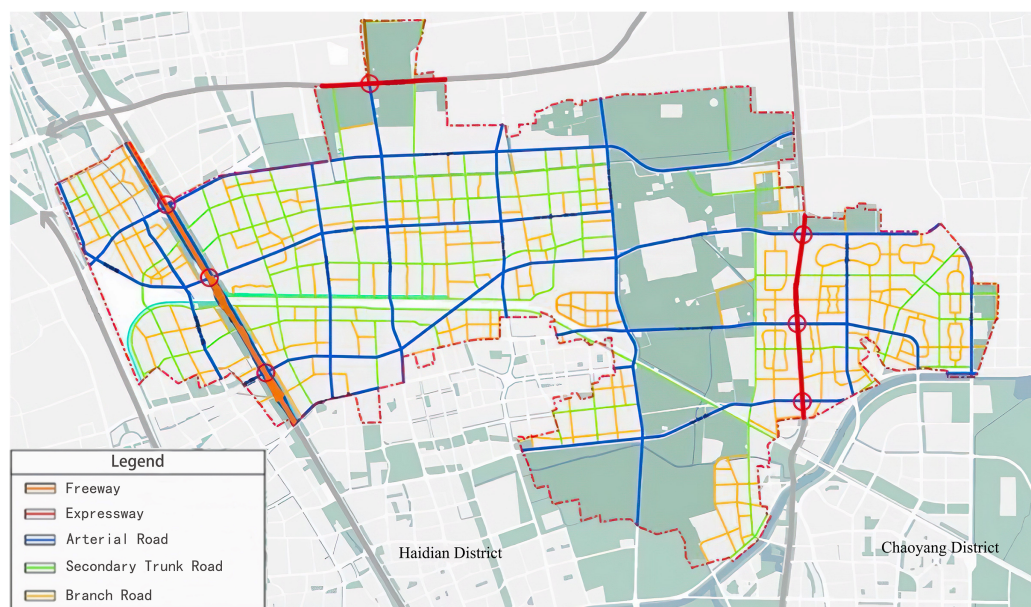 Legend
Freeway
Expressway
Arterial Road
Secondary Trunk Road
Branch Road
Haidian District
Chaoyang District